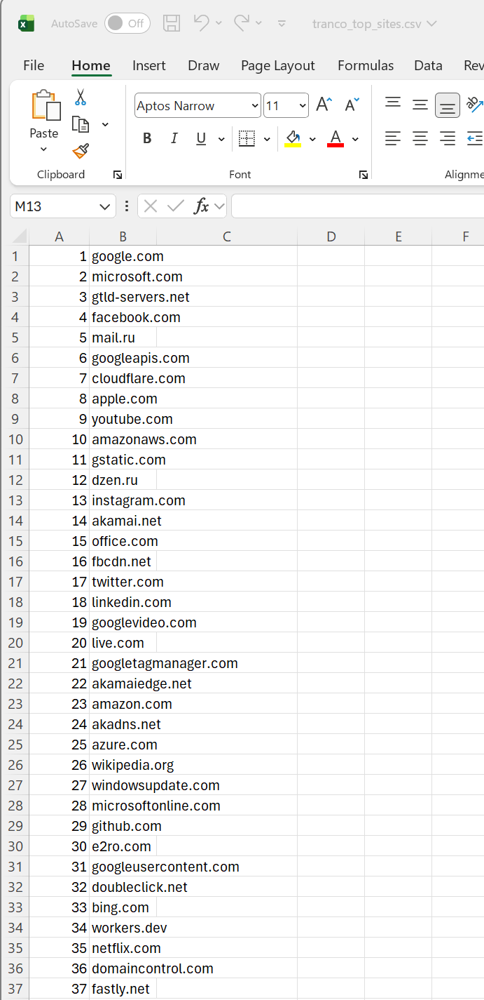 AutoSave Off tranco_top_sites.csv
File Home Insert Draw Page Layout Formulas Data Rev
Paste Aptos Narrow 11
B I U A
Clipboard Font Alignme
M13 fx
A B C D E F
1 1 google.com
2 2 microsoft.com
3 3 gtld-servers.net
4 4 facebook.com
5 5 mail.ru
6 6 googleapis.com
7 7 cloudflare.com
8 8 apple.com
9 9 youtube.com
10 10 amazonaws.com
11 11 gstatic.com
12 12 dzen.ru
13 13 instagram.com
14 14 akamai.net
15 15 office.com
16 16 fbcdn.net
17 17 twitter.com
18 18 linkedin.com
19 19 googlevideo.com
20 20 live.com
21 21 googletagmanager.com
22 22 akamaiedge.net
23 23 amazon.com
24 24 akadns.net
25 25 azure.com
26 26 wikipedia.org
27 27 windowsupdate.com
28 28 microsoftonline.com
29 29 github.com
30 30 e2ro.com
31 31 googleusercontent.com
32 32 doubleclick.net
33 33 bing.com
34 34 workers.dev
35 35 netflix.com
36 36 domaincontrol.com
37 37 fastly.net